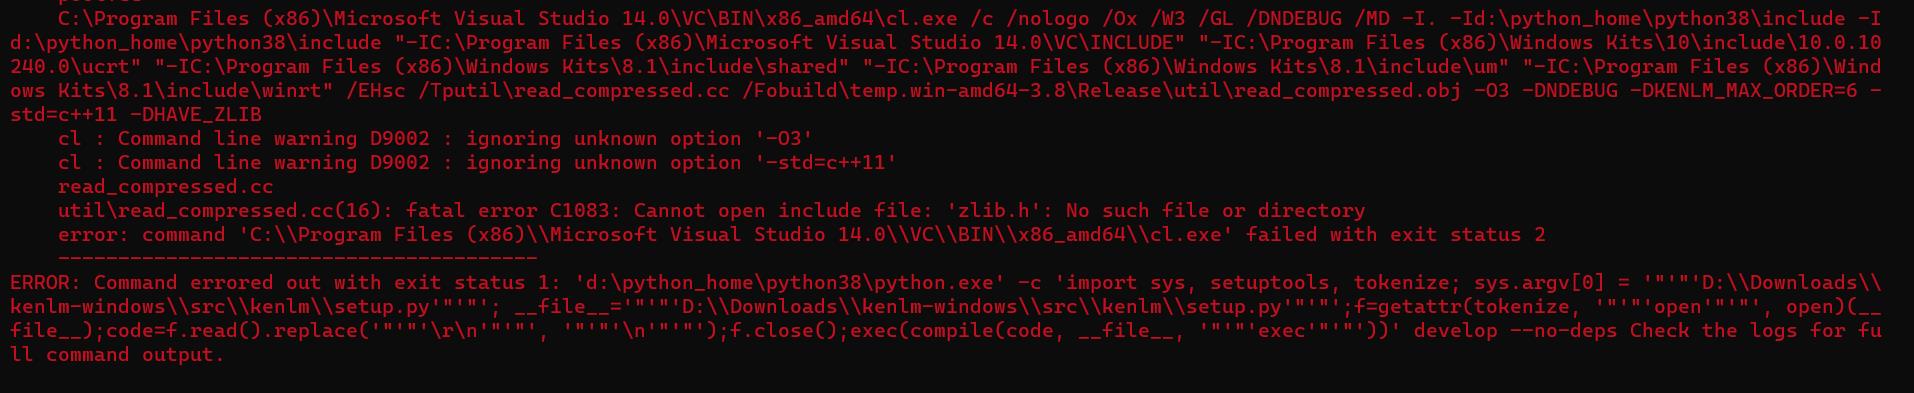 C:\Program Files (x86)\Microsoft Visual Studio 14.0\VC\BIN\x86_amd64\cl.exe /c /nologo /Ox /W3 /GL /DNDEBUG /MD -I. -Id:\python_home\python38\include -I
d:\python_home\python38\include "-IC:\Program Files (x86)\Microsoft Visual Studio 14.0\VC\INCLUDE" "-IC:\Program Files (x86)\Windows Kits\10\include\10.0.10
240.0\ucrt" "-IC:\Program Files (x86)\Windows Kits\8.1\include\shared" "-IC:\Program Files (x86)\Windows Kits\8.1\include\um" "-IC:\Program Files (x86)\Wind
ows Kits\8.1\include\winrt" /EHsc /Tputil\read_compressed.cc /Fobuild\temp.win-amd64-3.8\Release\util\read_compressed.obj -O3 -DNDEBUG -DKENLM_MAX_ORDER=6 -
std=c++11 -DHAVE_ZLIB
cl : Command line warning D9002 : ignoring unknown option '-O3'
cl : Command line warning D9002 : ignoring unknown option '-std=c++11'
read_compressed.cc
util\read_compressed.cc(16): fatal error C1083: Cannot open include file: 'zlib.h': No such file or directory
error: command 'C:\\Program Files (x86)\\Microsoft Visual Studio 14.0\\VC\\BIN\\x86_amd64\\cl.exe' failed with exit status 2
----------------------------------------
ERROR: Command errored out with exit status 1: 'd:\python_home\python38\python.exe' -c 'import sys, setuptools, tokenize; sys.argv[0] = '"'"'D:\\Downloads\\
kenlm-windows\\src\\kenlm\\setup.py'"'"'; __file__='"'"'D:\\Downloads\\kenlm-windows\\src\\kenlm\\setup.py'"'"';f=getattr(tokenize, '"'"'open'"'"', open)(__
file__);code=f.read().replace('"'"'\r\n'"'"', '"'"'\n'"'"');f.close();exec(compile(code, __file__, '"'"'exec'"'"'))' develop --no-deps Check the logs for fu
ll command output.